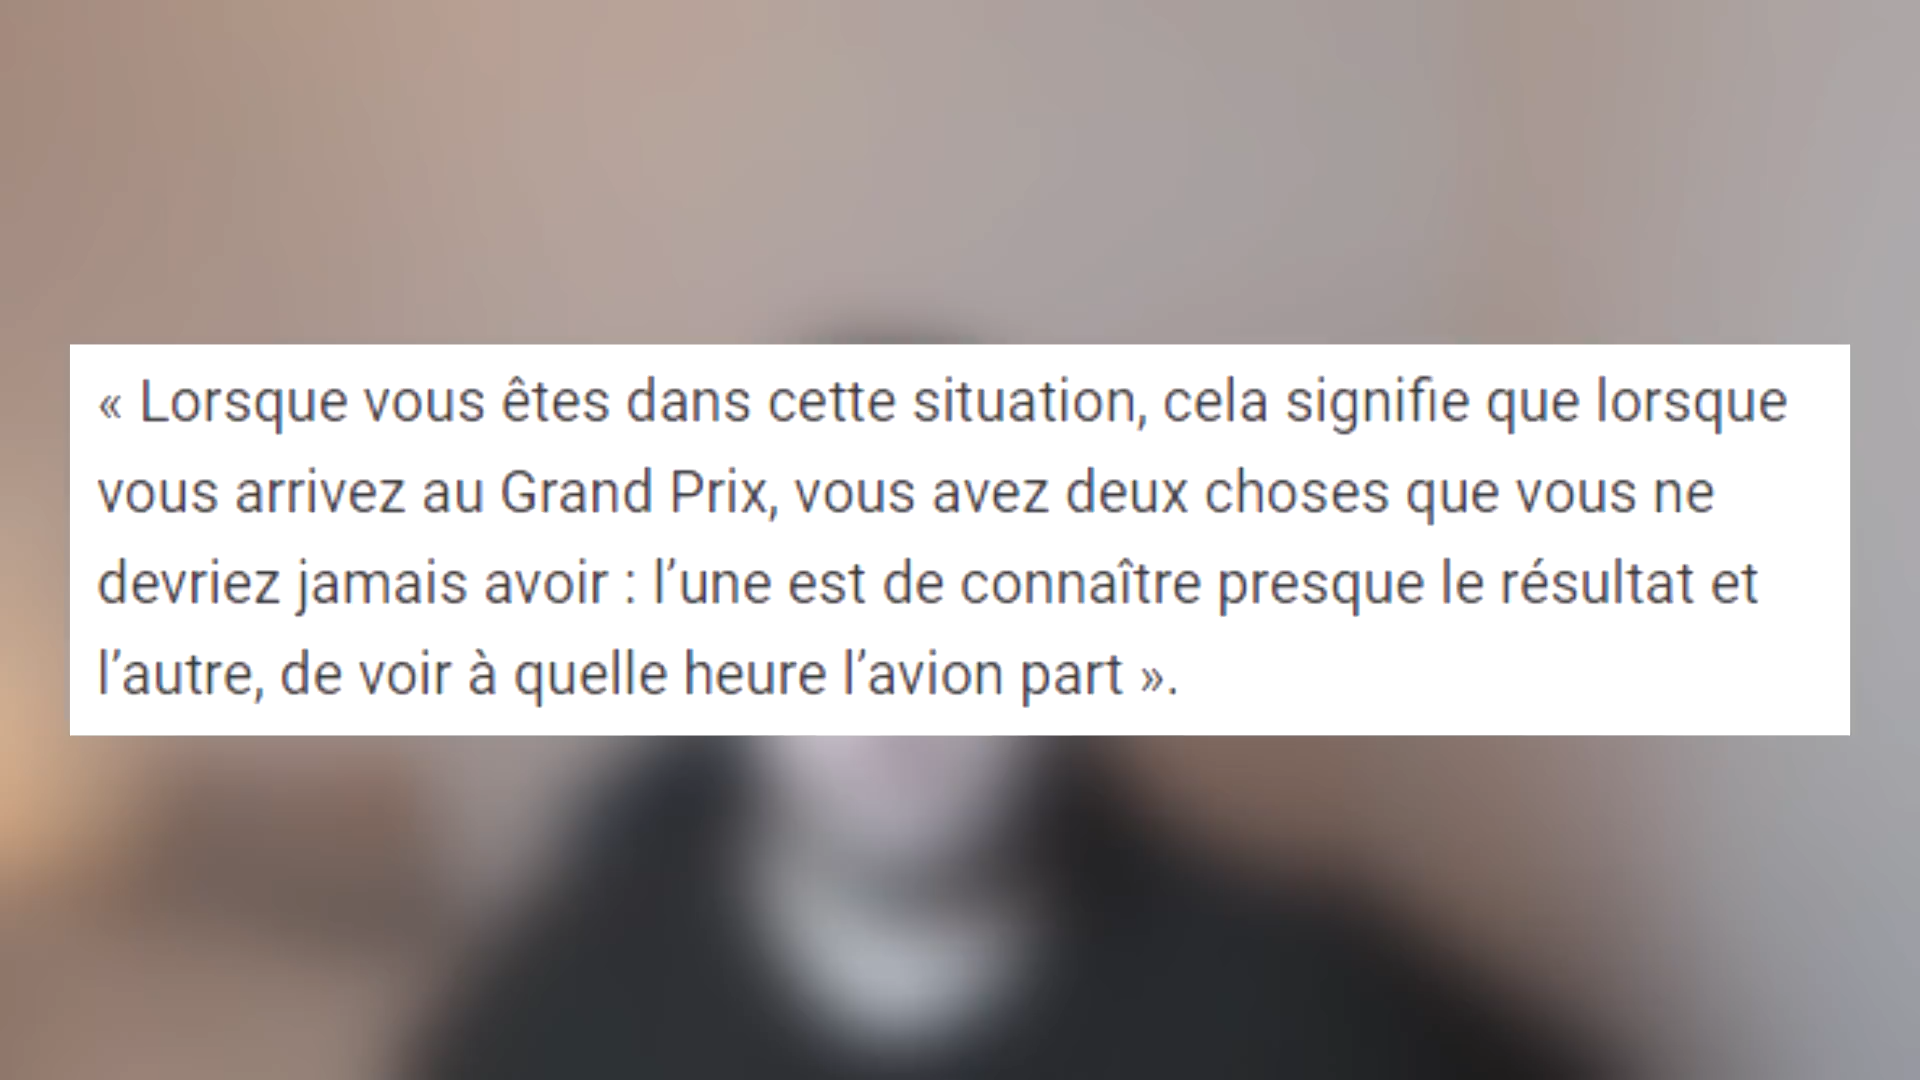 « Lorsque vous êtes dans cette situation, cela signifie que lorsque
vous arrivez au Grand Prix, vous avez deux choses que vous ne
devriez jamais avoir : l’une est de connaître presque le résultat et
l’autre, de voir à quelle heure l’avion part ».